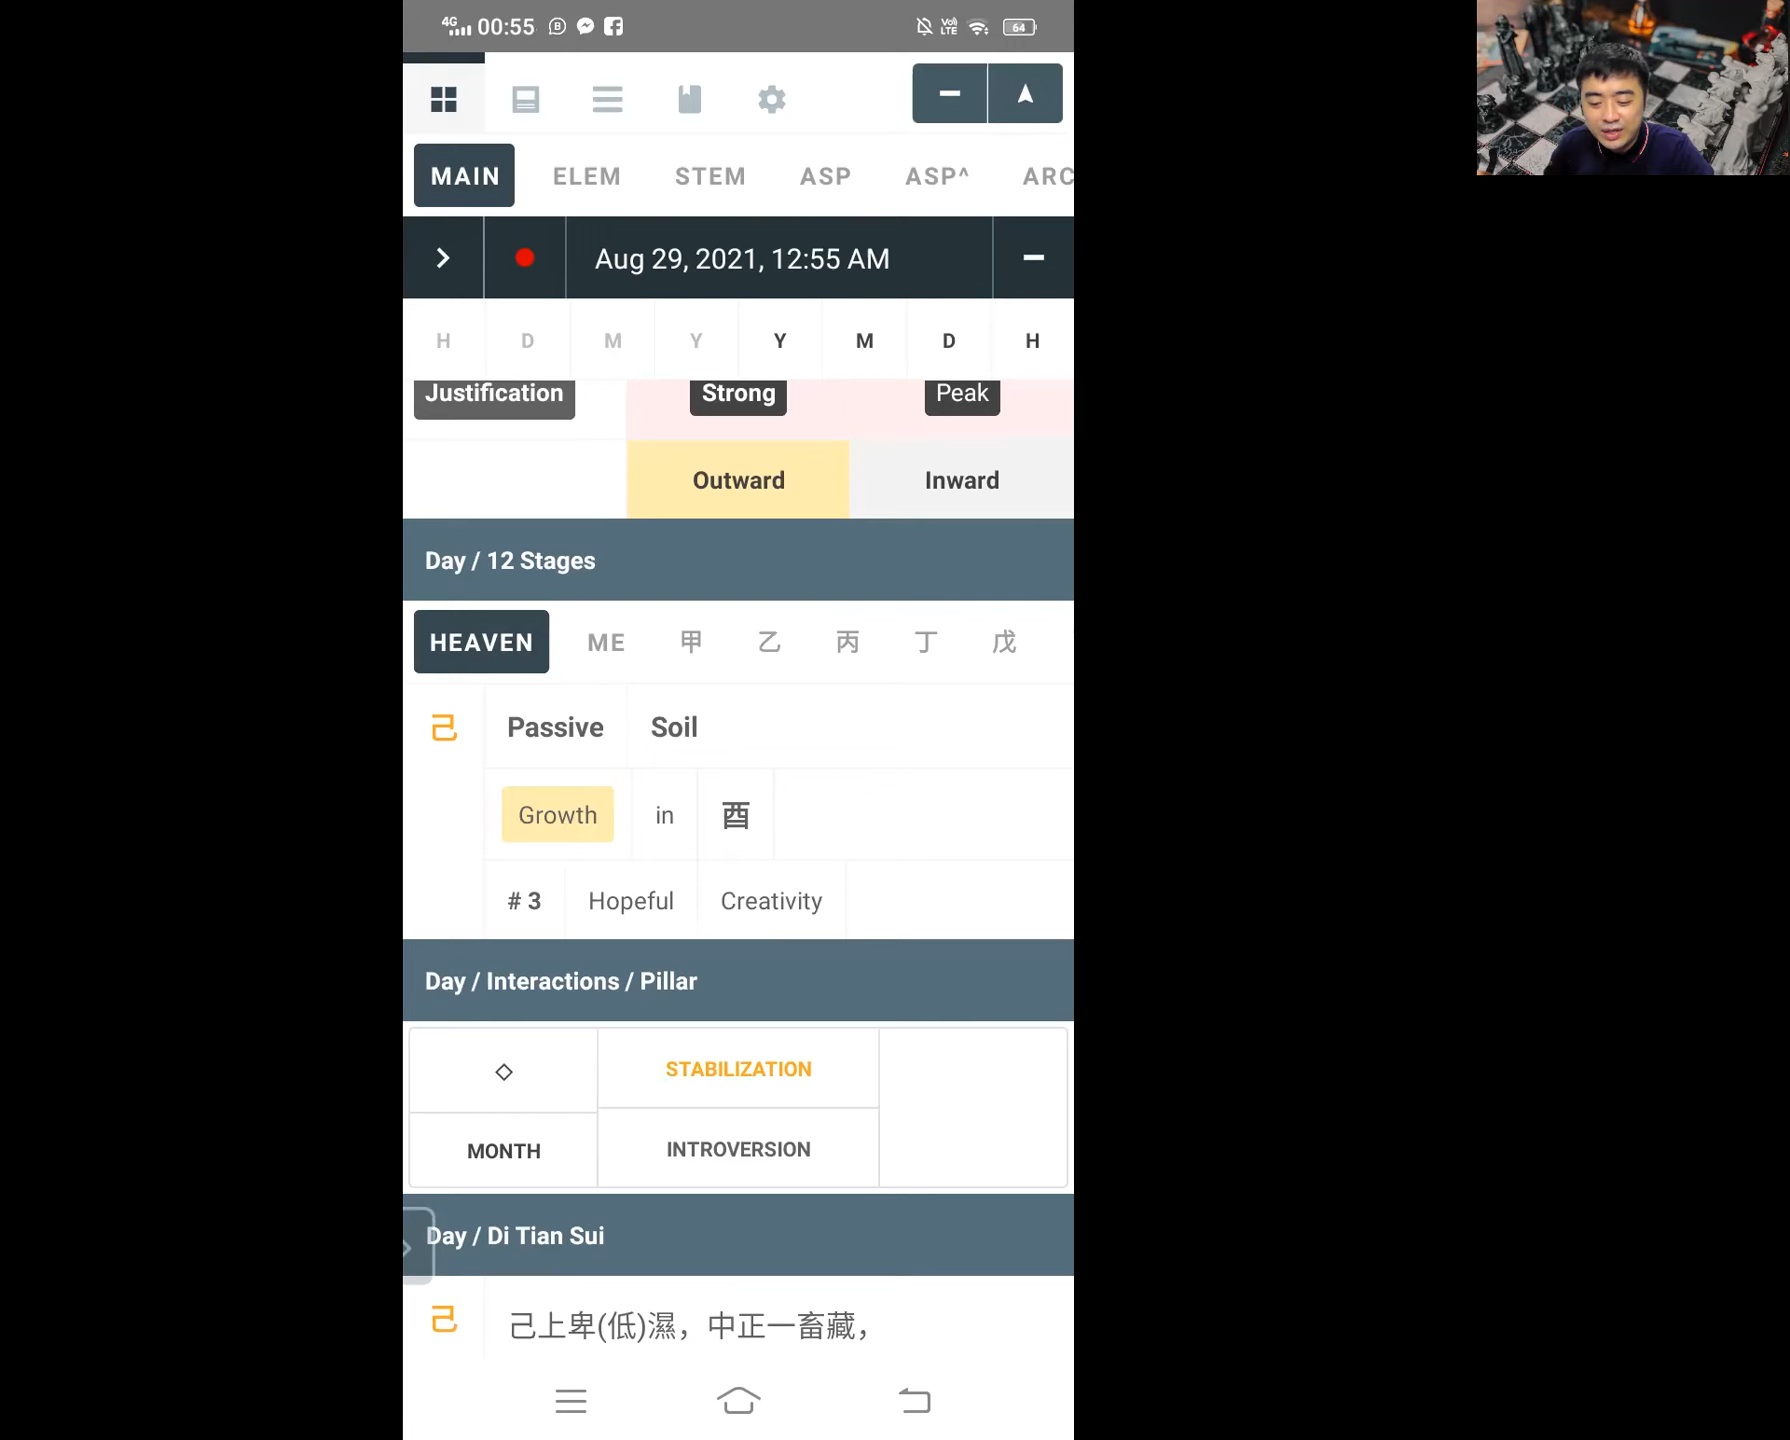 4G 00:55 VoI LTE 64
MAIN ELEM STEM ASP ASP^ ARC
Aug 29, 2021, 12:55 AM
H D M Y Y M D H
Justification Strong Peak
Outward Inward
Day / 12 Stages
HEAVEN ME 甲 乙 丙 丁 戊
己 Passive Soil
Growth in 酉
# 3 Hopeful Creativity
Day / Interactions / Pillar
◇ STABILIZATION
MONTH INTROVERSION
Day / Di Tian Sui
己 己上卑(低)濕，中正一畜藏，